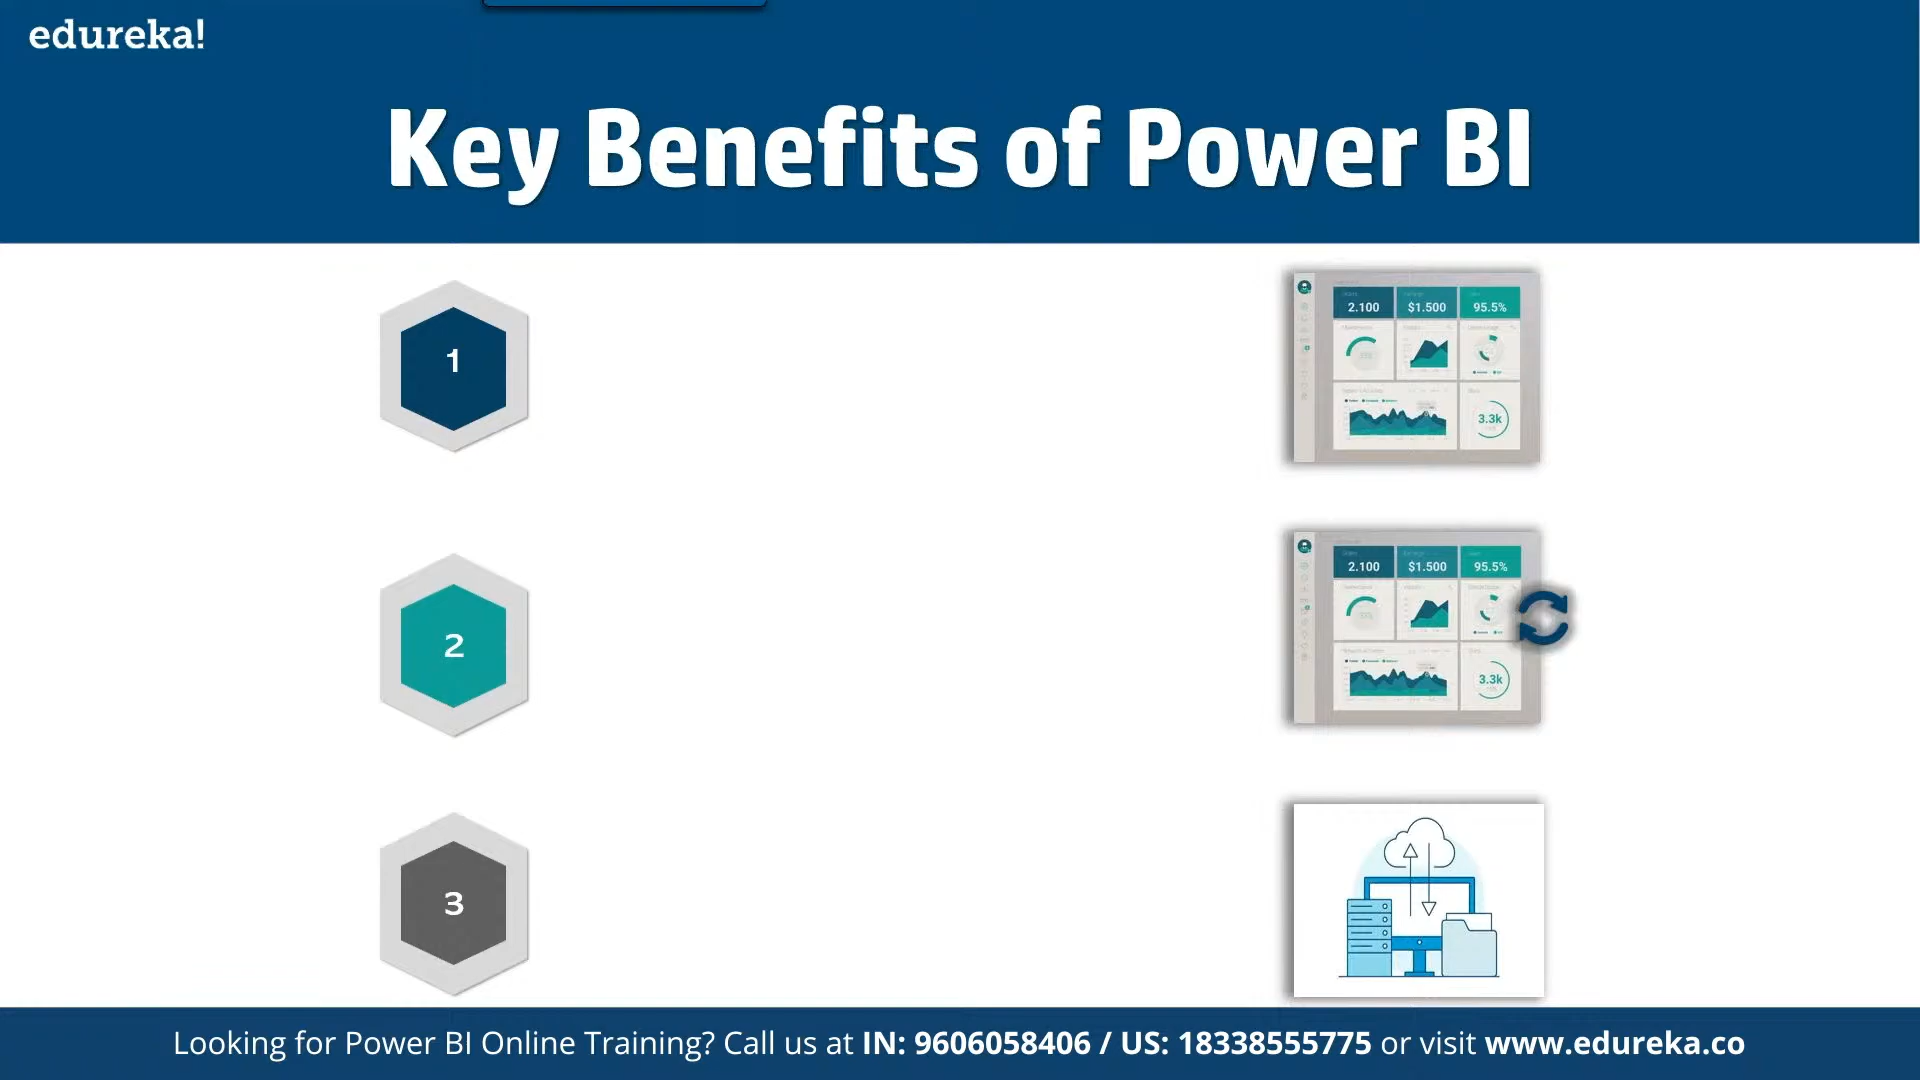 edureka!
Key Benefits of Power BI
1
2.100
$1.500
95.5%
3.3k
2
2.100
$1.500
95.5%
3.3k
3
Looking for Power BI Online Training? Call us at IN: 9606058406 / US: 18338555775 or visit www.edureka.co